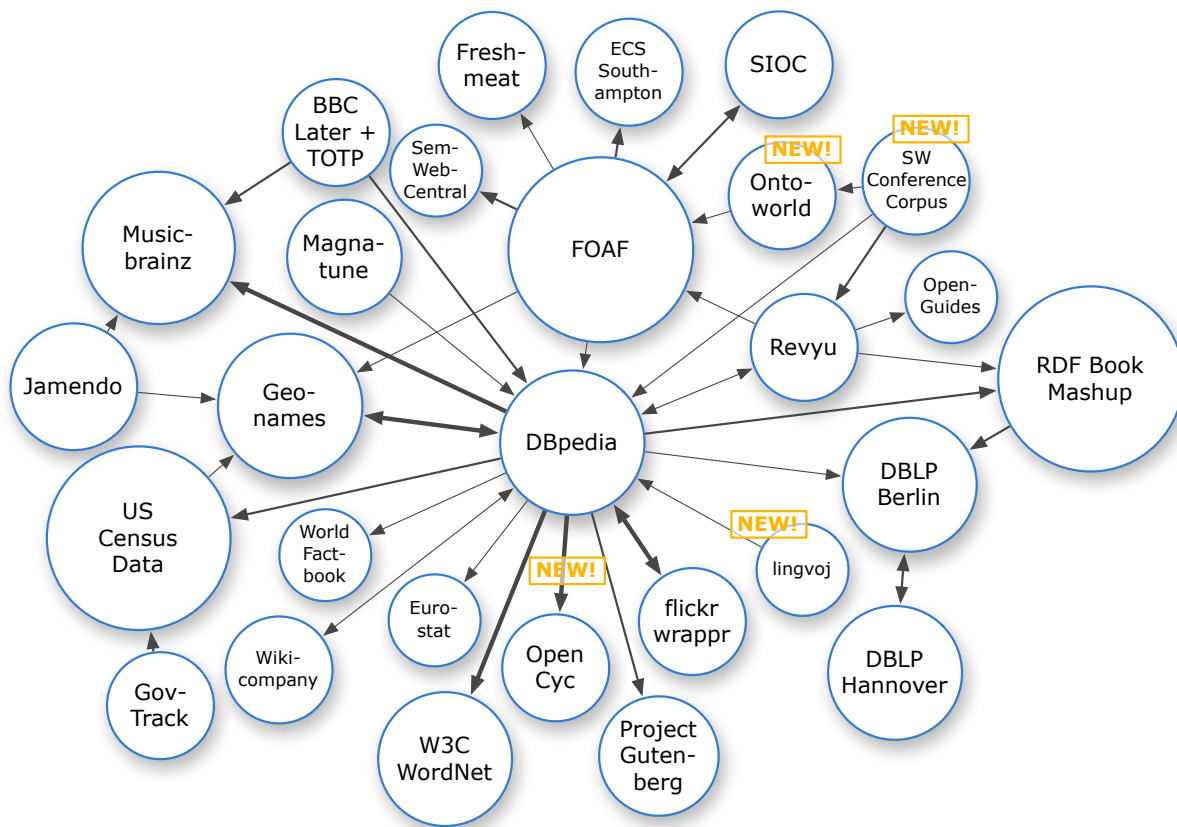 Fresh-
meat
ECS
South-
ampton
SIOC
BBC
Later +
TOTP
NEW!
NEW!
Sem-
Web-
Central
Onto-
world
SW
Conference
Corpus
Music-
brainz
Magna-
tune
FOAF
Open-
Guides
Revyu
RDF Book
Mashup
Jamendo
Geo-
names
DBpedia
DBLP
Berlin
US
Census
Data
World
Fact-
book
NEW!
lingvoj
NEW!
Euro-
stat
flickr
wrappr
Wiki-
company
Open
Cyc
DBLP
Hannover
Gov-
Track
W3C
WordNet
Project
Guten-
berg